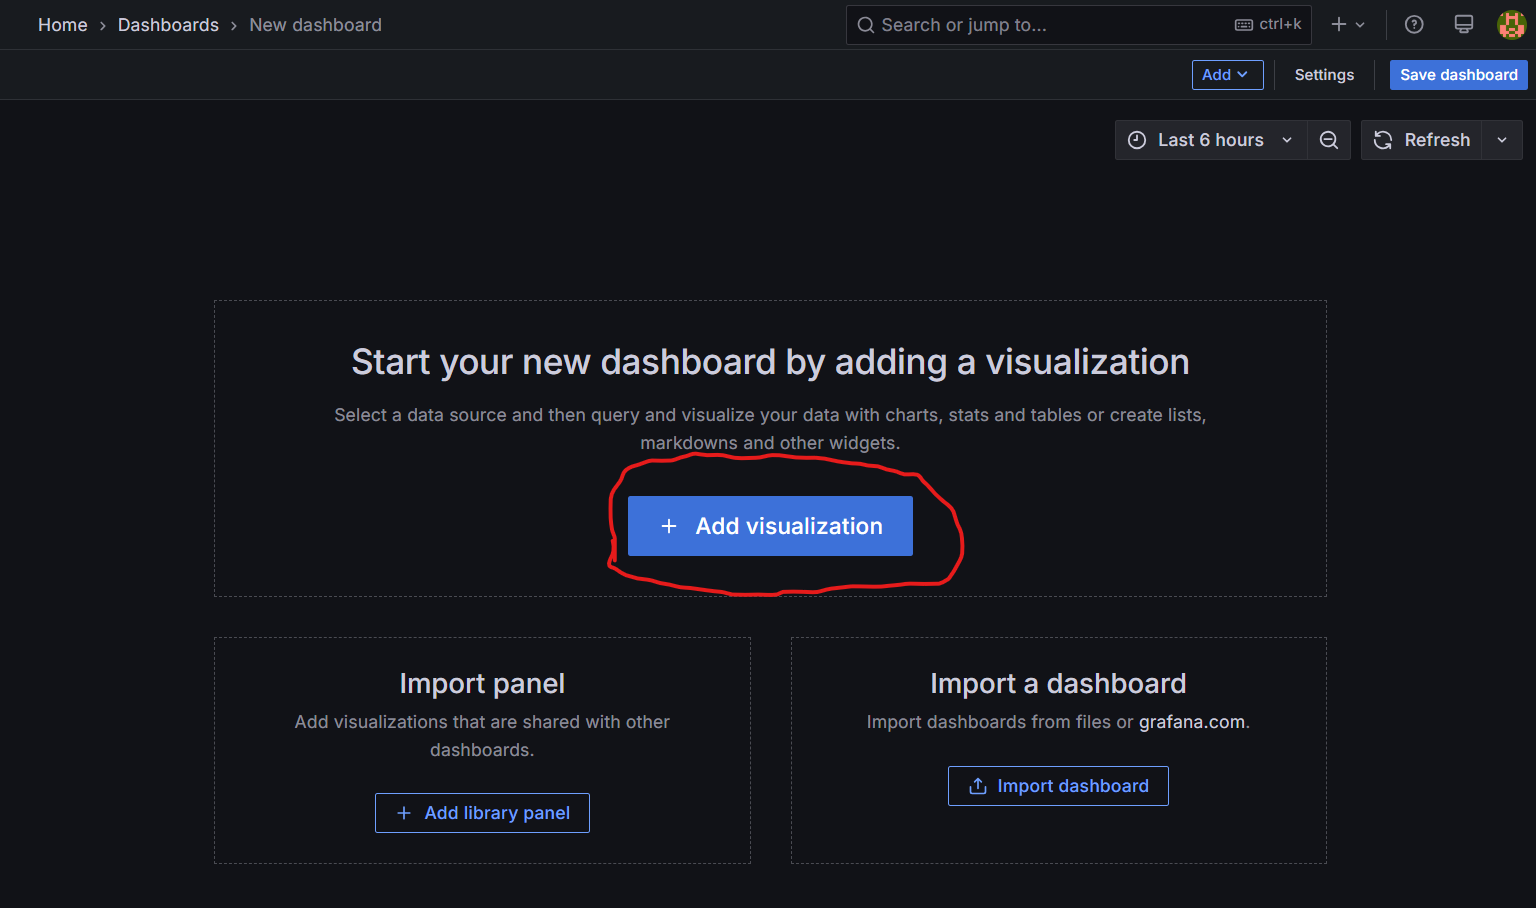 Home › Dashboards › New dashboard
Search or jump to... ctrl+k
Add Settings Save dashboard
Last 6 hours Refresh
Start your new dashboard by adding a visualization
Select a data source and then query and visualize your data with charts, stats and tables or create lists,
markdowns and other widgets.
+ Add visualization
Import panel
Add visualizations that are shared with other
dashboards.
+ Add library panel
Import a dashboard
Import dashboards from files or grafana.com.
Import dashboard